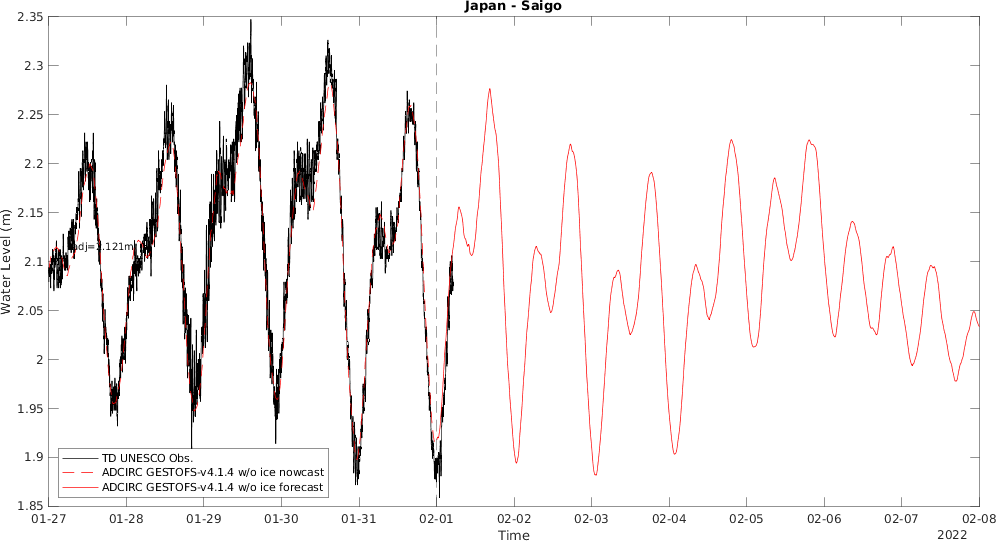 Japan - Saigo
Water Level (m)
2.35
2.3
2.25
2.2
2.15
2.1
2.05
2
1.95
1.9
1.85
TD UNESCO Obs.
ADCIRC GESTOFS-v4.1.4 w/o ice nowcast
ADCIRC GESTOFS-v4.1.4 w/o ice forecast
01-27 01-28 01-29 01-30 01-31 02-01 02-02 02-03 02-04 02-05 02-06 02-07 02-08
Time
2022